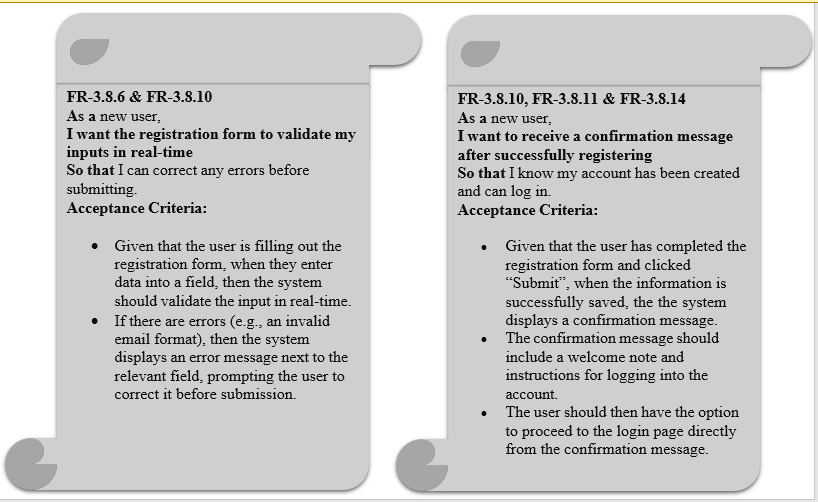 FR-3.8.6 & FR-3.8.10
As a new user,
I want the registration form to validate my
inputs in real-time
So that I can correct any errors before
submitting.
Acceptance Criteria:
• Given that the user is filling out the
registration form, when they enter
data into a field, then the system
should validate the input in real-time.
• If there are errors (e.g., an invalid
email format), then the system
displays an error message next to the
relevant field, prompting the user to
correct it before submission.
FR-3.8.10, FR-3.8.11 & FR-3.8.14
As a new user,
I want to receive a confirmation message
after successfully registering
So that I know my account has been created
and can log in.
Acceptance Criteria:
• Given that the user has completed the
registration form and clicked
“Submit”, when the information is
successfully saved, the the system
displays a confirmation message.
• The confirmation message should
include a welcome note and
instructions for logging into the
account.
• The user should then have the option
to proceed to the login page directly
from the confirmation message.